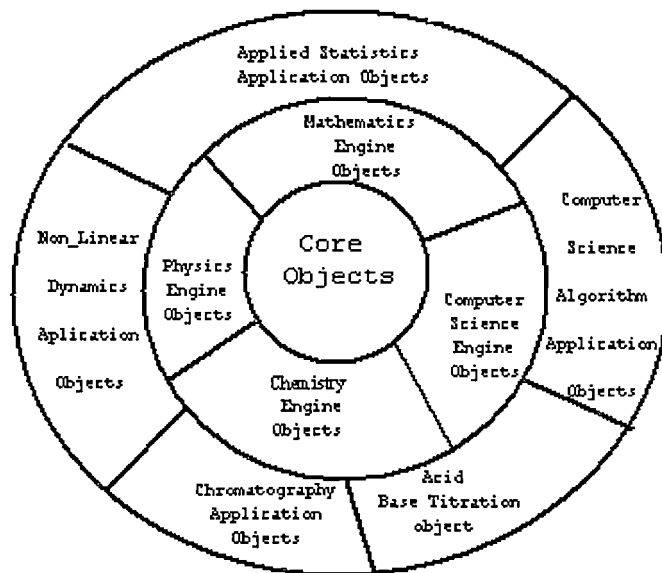 Applied Statistics
Application Objects
Mathematics
Engine
Objects
Computer
Science
Algorithm
Application
Objects
Non_Linear
Dynamics
Aplication
Objects
Core
Objects
Physics
Engine
Objects
Computer
Science
Engine
Objects
Chemistry
Engine
Objects
Chromatography
Application
Objects
Acid
Base Titration
object